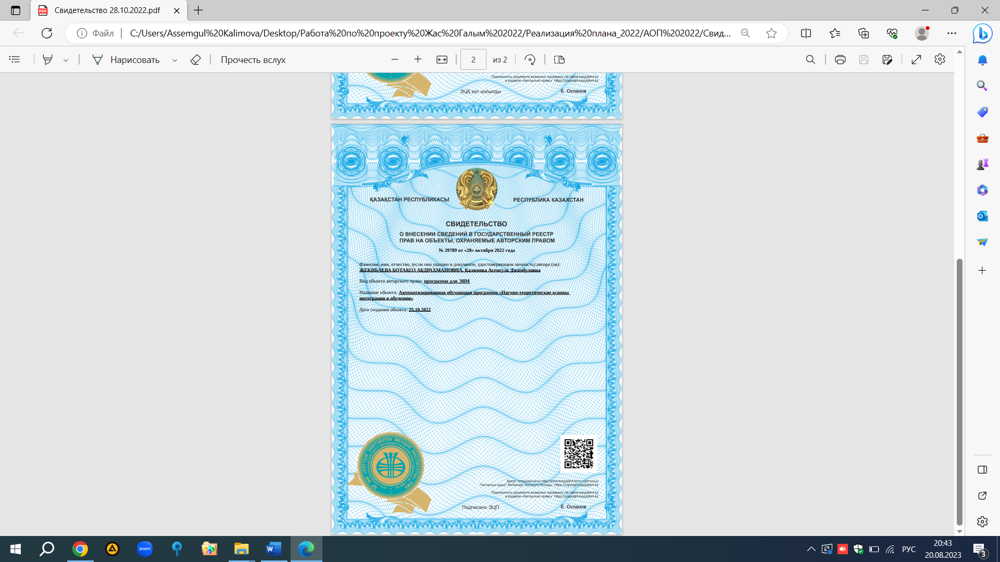 Свидетельство 28.10.2022.pdf
Файл
C:/Users/Assemgul%20Kalimova/Desktop/Работа%20по%20проекту%20Жас%20Галым%202022/Реализация%20плана_2022/АОП%202022/Свид...
Нарисовать
Прочесть вслух
2
из 2
Подлинность документа возможно проверить на сайте kazpatent.kz
в разделе «Авторское право» https://copyright.kazpatent.kz
ЭЦҚ қол қойылды
Е. Оспанов
ҚАЗАҚСТАН РЕСПУБЛИКАСЫ
РЕСПУБЛИКА КАЗАХСТАН
СВИДЕТЕЛЬСТВО
О ВНЕСЕНИИ СВЕДЕНИЙ В ГОСУДАРСТВЕННЫЙ РЕЕСТР
ПРАВ НА ОБЪЕКТЫ, ОХРАНЯЕМЫЕ АВТОРСКИМ ПРАВОМ
№ 29789 от «28» октября 2022 года
Фамилия, имя, отчество, (если оно указано в документе, удостоверяющем личность) автора (ов):
ЖЕКИБАЕВА БОТАКОЗ АБДРАХМАНОВНА, Калимова Асемгуль Джамбуловна
Вид объекта авторского права: программа для ЭВМ
Название объекта: Автоматизированная обучающая программа «Научно-теоретические основы
интеграции в обучении»
Дата создания объекта: 25.10.2022
Құжат түпнұсқалығын http://www.kazpatent.kz/ru сайтының
"Авторлық құқық" бөлімінде тексеруге болады https://copyright.kazpatent.kz
Подлинность документа возможно проверить на сайте kazpatent.kz
в разделе «Авторское право» https://copyright.kazpatent.kz
Подписано ЭЦП
Е. Оспанов
zoom
РУС
20:43
20.08.2023
3